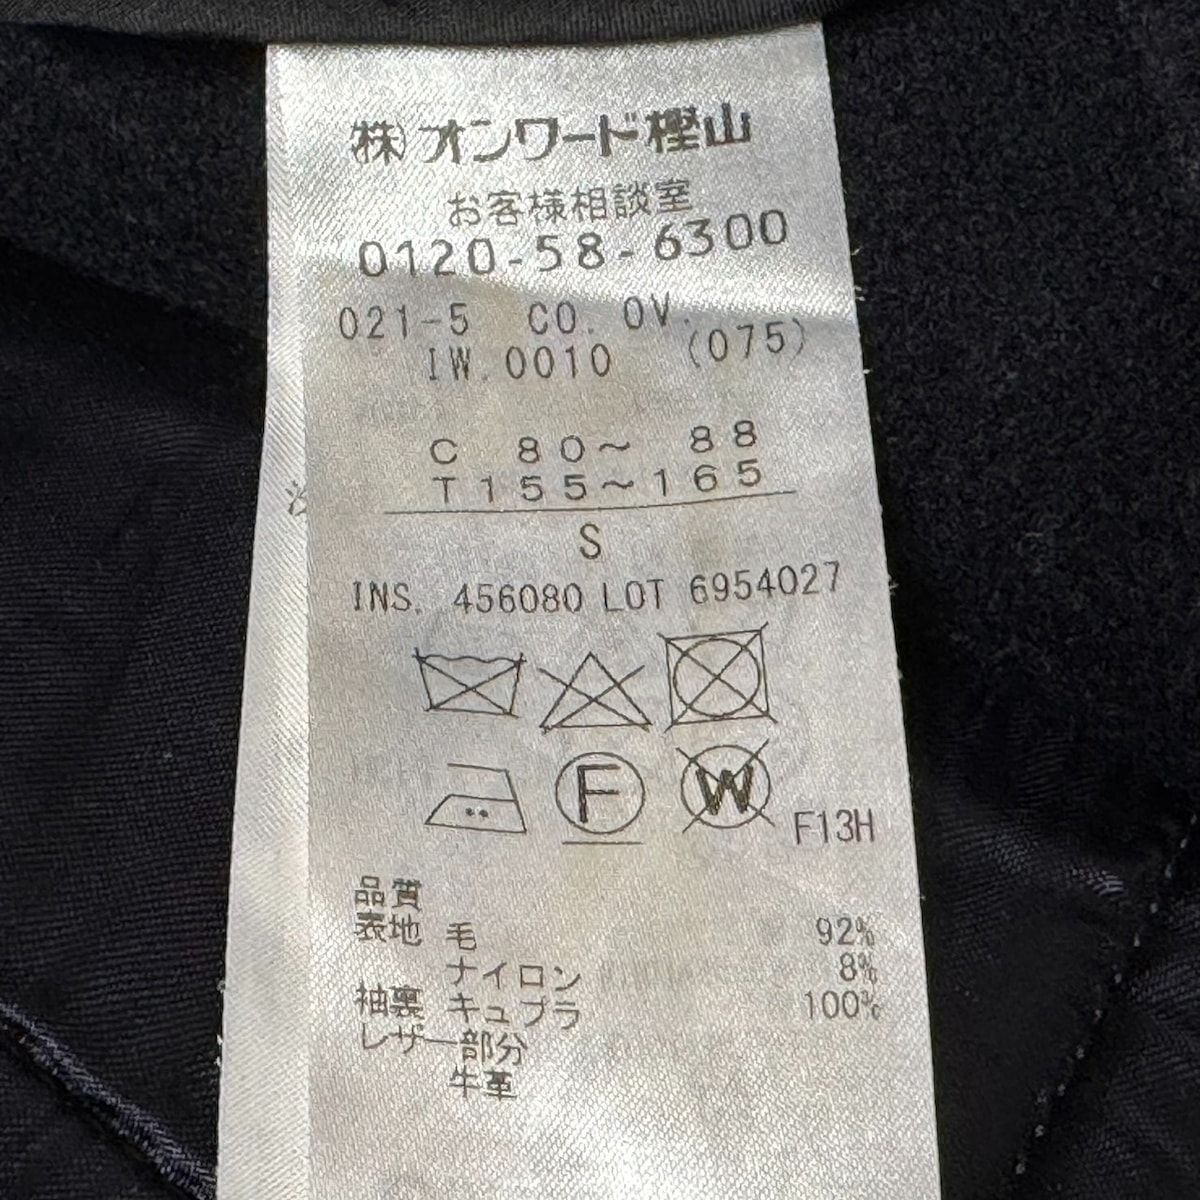 ㈱オンワード樫山
お客様相談室
0120-58-6300
021-5 CO. OV.
IW.0010 (075)
C 80～ 88
T155～165
S
INS. 456080 LOT 6954027
F
W
F13H
品質
表地 毛 92%
ナイロン 8%
袖裏 キュプラ 100%
レザー部分
牛革